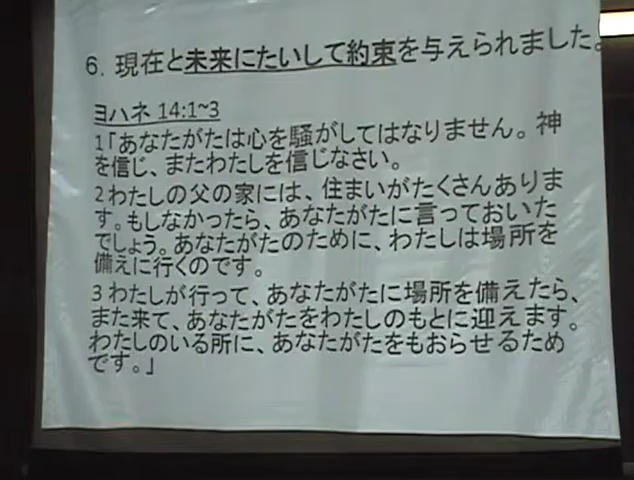 6. 現在と未来にたいして約束を与えられました。
ヨハネ 14:1~3
1「あなたがたは心を騒がしてはなりません。神
を信じ、またわたしを信じなさい。
2 わたしの父の家には、住まいがたくさんありま
す。もしなかったら、あなたがたに言っておいた
でしょう。あなたがたのために、わたしは場所を
備えに行くのです。
3 わたしが行って、あなたがたに場所を備えたら、
また来て、あなたがたをわたしのもとに迎えます。
わたしのいる所に、あなたがたをもおらせるため
です。」